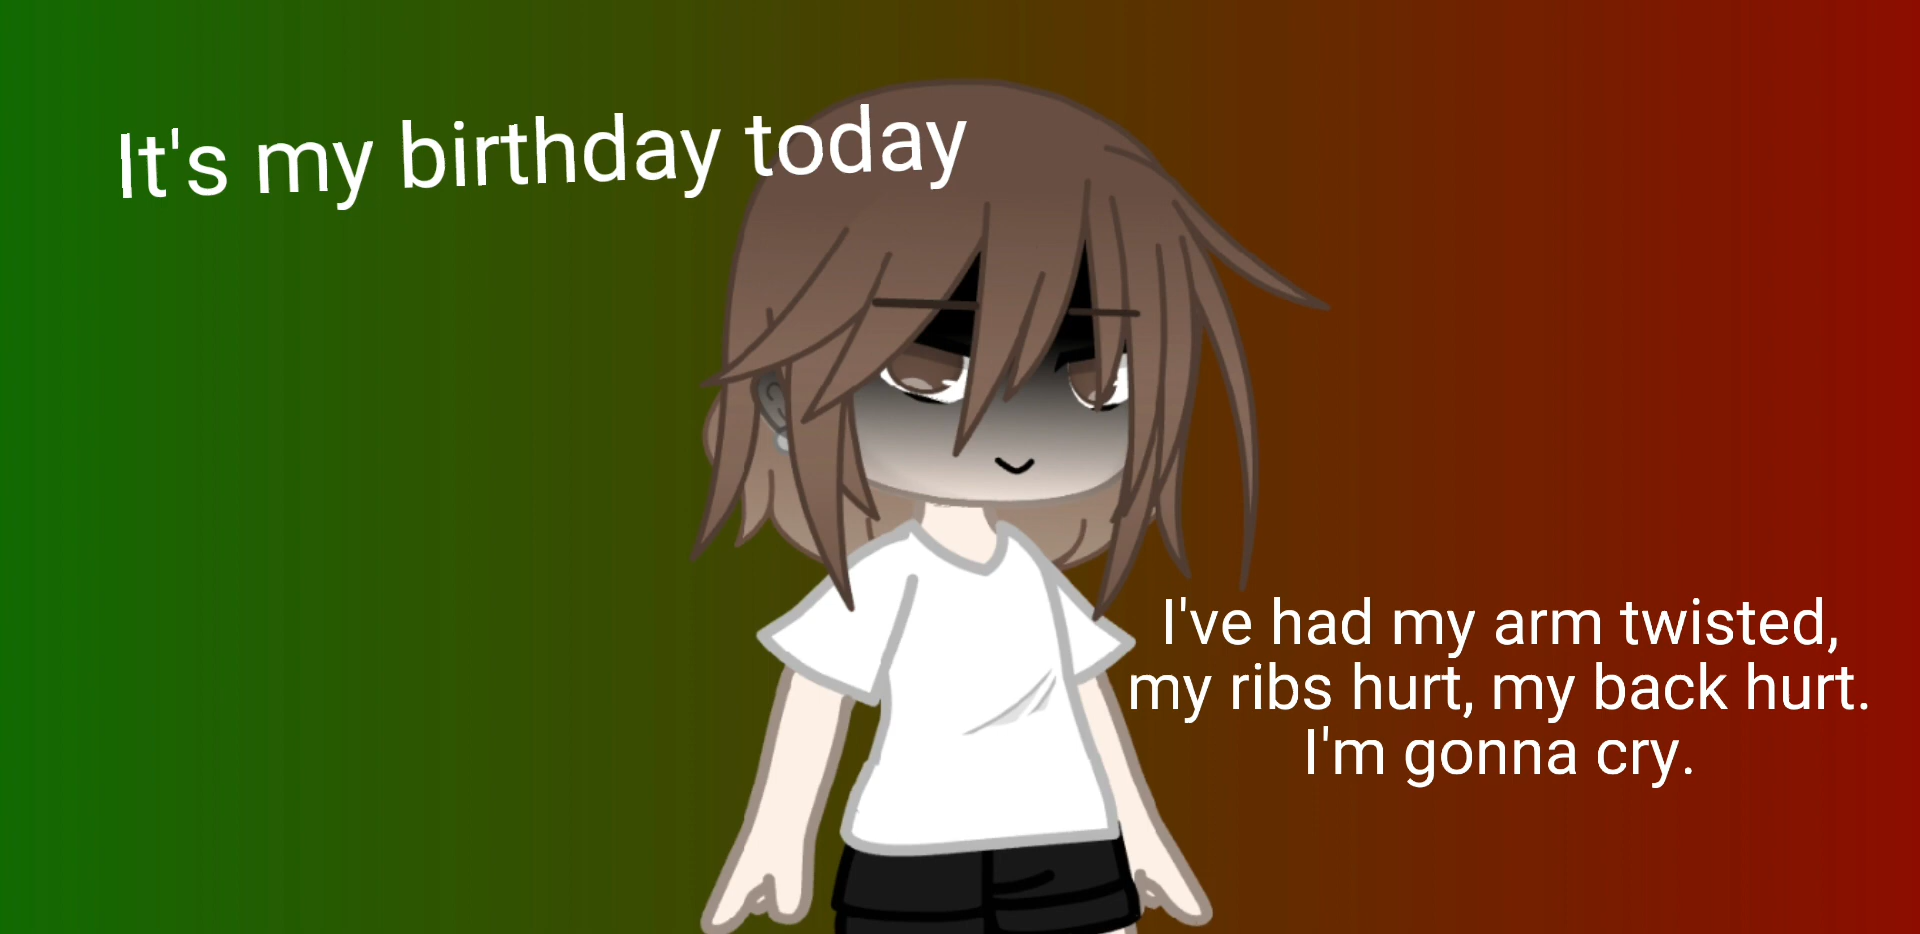 It's my birthday today
I've had my arm twisted,
my ribs hurt, my back hurt.
I'm gonna cry.